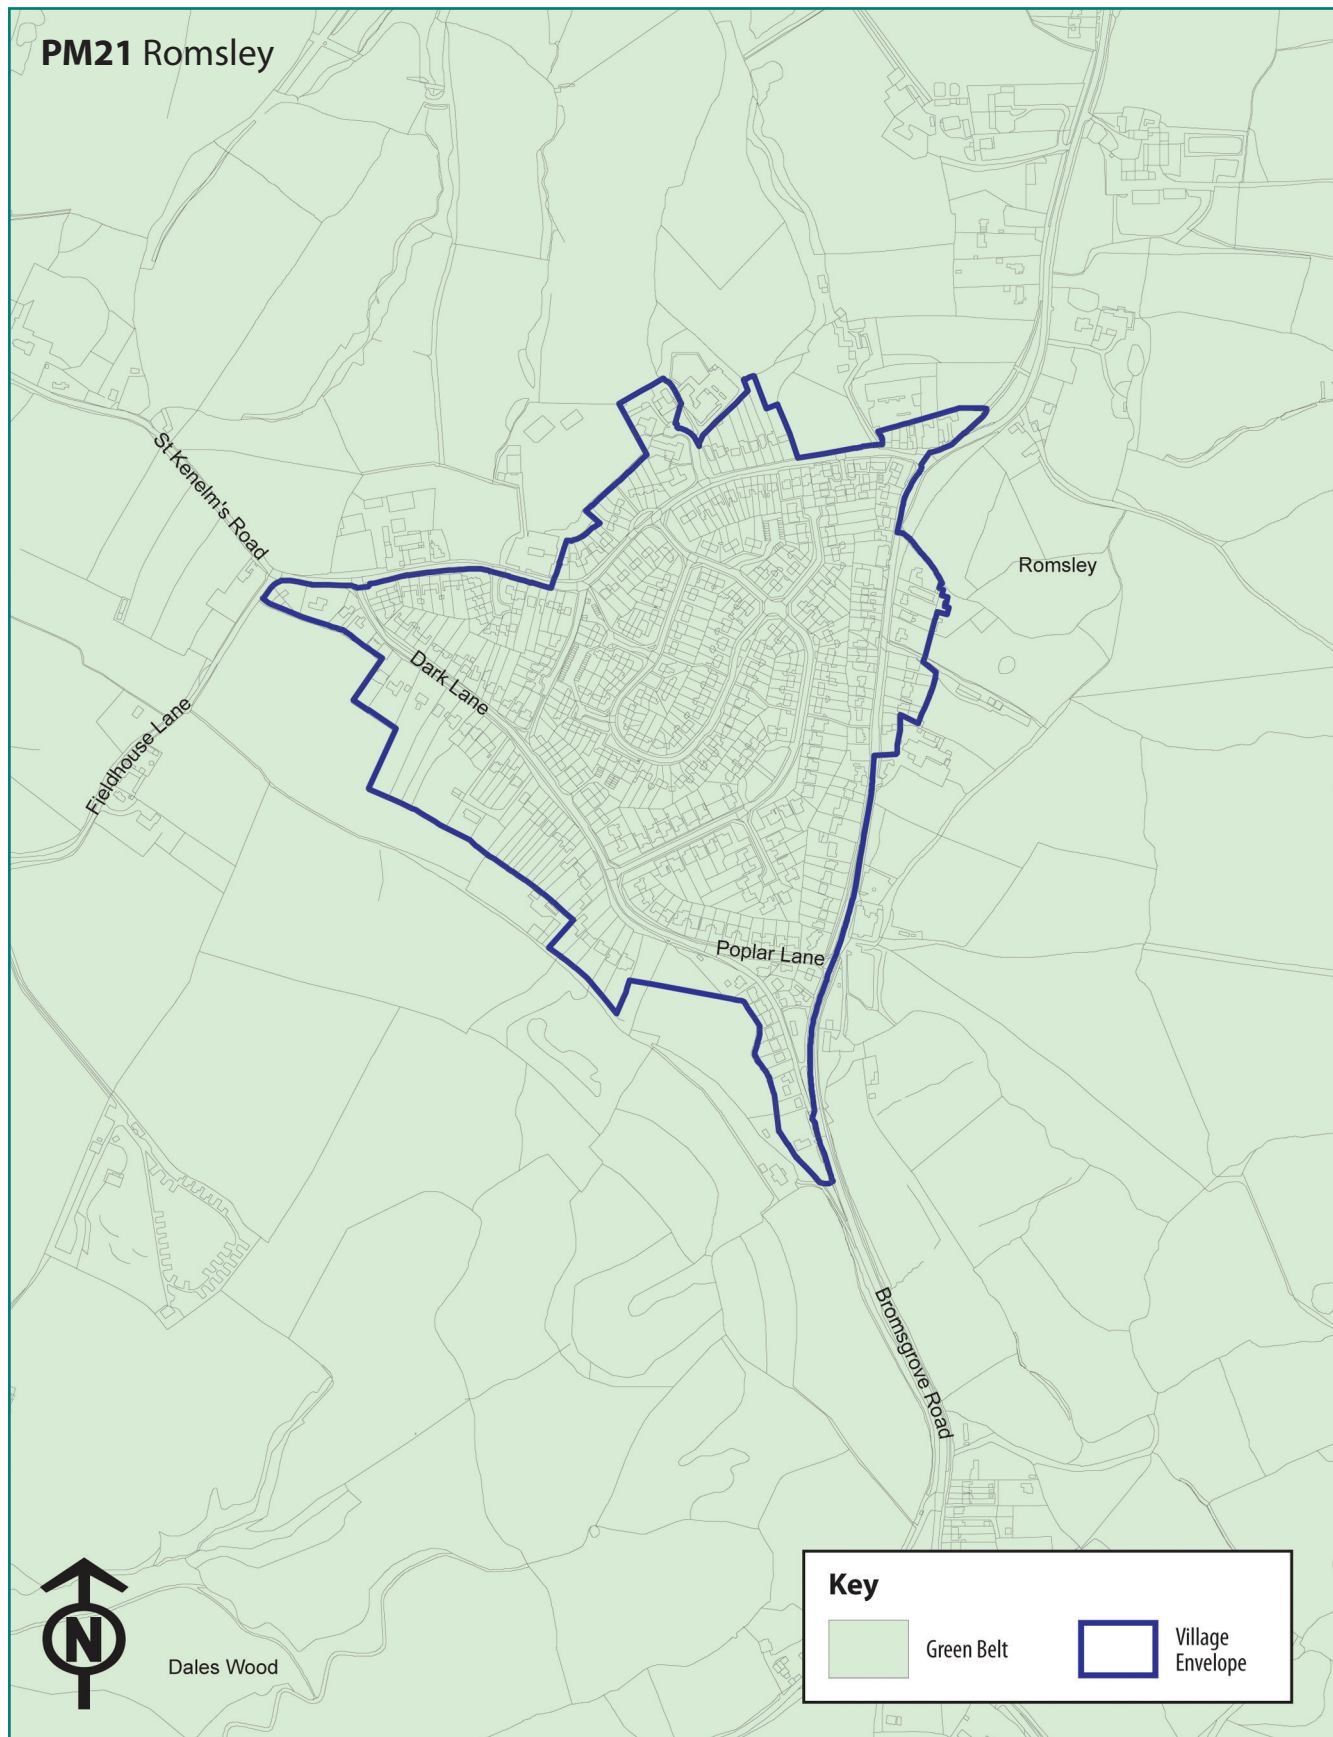 PM21 Romsley
St Kenelm's Road
Romsley
Dark Lane
Fieldhouse Lane
Poplar Lane
Bromsgrove Road
Key
Green Belt
Village
Envelope
N
Dales Wood